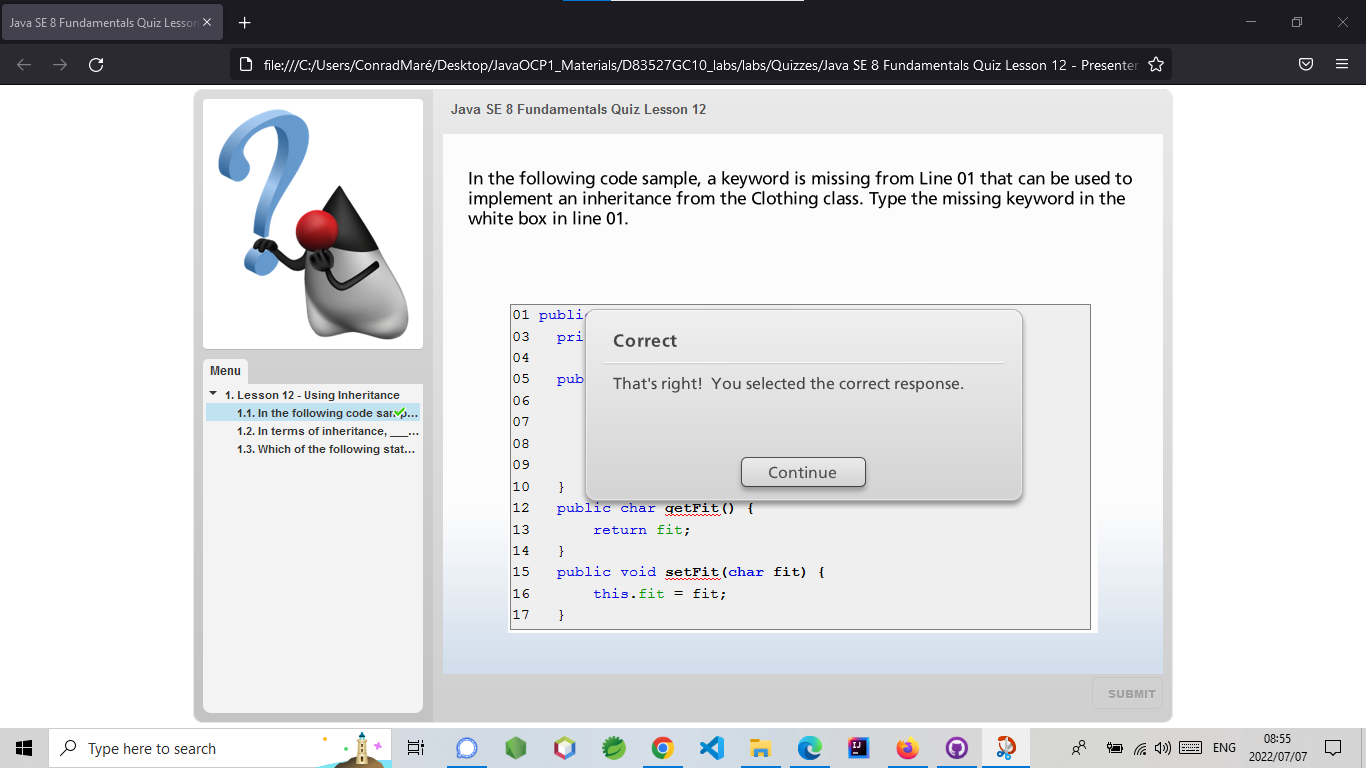 Java SE 8 Fundamentals Quiz Lesson
file:///C:/Users/ConradMaré/Desktop/JavaOCP1_Materials/D83527GC10_labs/labs/Quizzes/Java SE 8 Fundamentals Quiz Lesson 12 - Presenter
Java SE 8 Fundamentals Quiz Lesson 12
In the following code sample, a keyword is missing from Line 01 that can be used to
implement an inheritance from the Clothing class. Type the missing keyword in the
white box in line 01.
Menu
1. Lesson 12 - Using Inheritance
1.1. In the following code samp...
1.2. In terms of inheritance, ___...
1.3. Which of the following stat...
01 public
03 pri
04
05 pub
06
07
08
09
10 }
12 public char getFit() {
13 return fit;
14 }
15 public void setFit(char fit) {
16 this.fit = fit;
17 }
Correct
That's right! You selected the correct response.
Continue
SUBMIT
Type here to search
ENG
08:55
2022/07/07